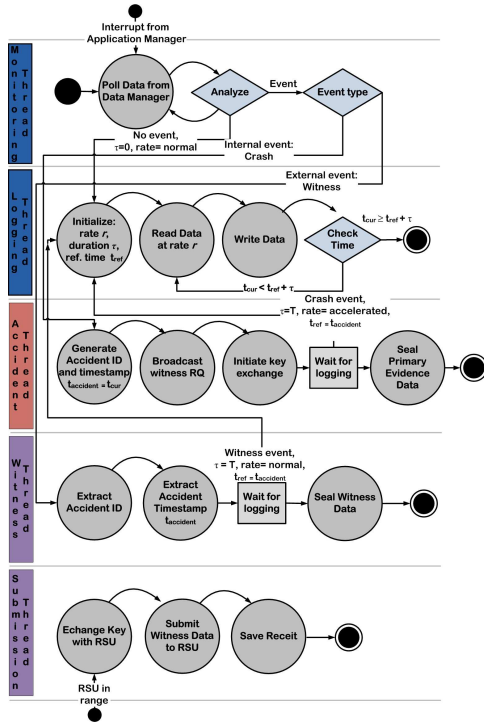 Interrupt from
Application Manager
Monitoring
Thread
Poll Data from
Data Manager
Analyze
Event
Event type
No event,
τ=0, rate= normal
Internal event:
Crash
External event:
Witness
Logging
Thread
Initialize:
rate r,
duration τ,
ref. time tref
Read Data
at rate r
Write Data
Check
Time
tcur ≥ tref + τ
tcur < tref + τ
Crash event,
τ=T, rate= accelerated,
tref = taccident
Accident
Thread
Generate
Accident ID
and timestamp
taccident = tcur
Broadcast
witness RQ
Initiate key
exchange
Wait for
logging
Seal
Primary
Evidence
Data
Witness event,
τ = T, rate= normal,
tref = taccident
Witness
Thread
Extract
Accident ID
Extract
Accident
Timestamp
taccident
Wait for
logging
Seal Witness
Data
Submission
Thread
Echange Key
with RSU
Submit
Witness Data
to RSU
Save Receit
RSU in
range